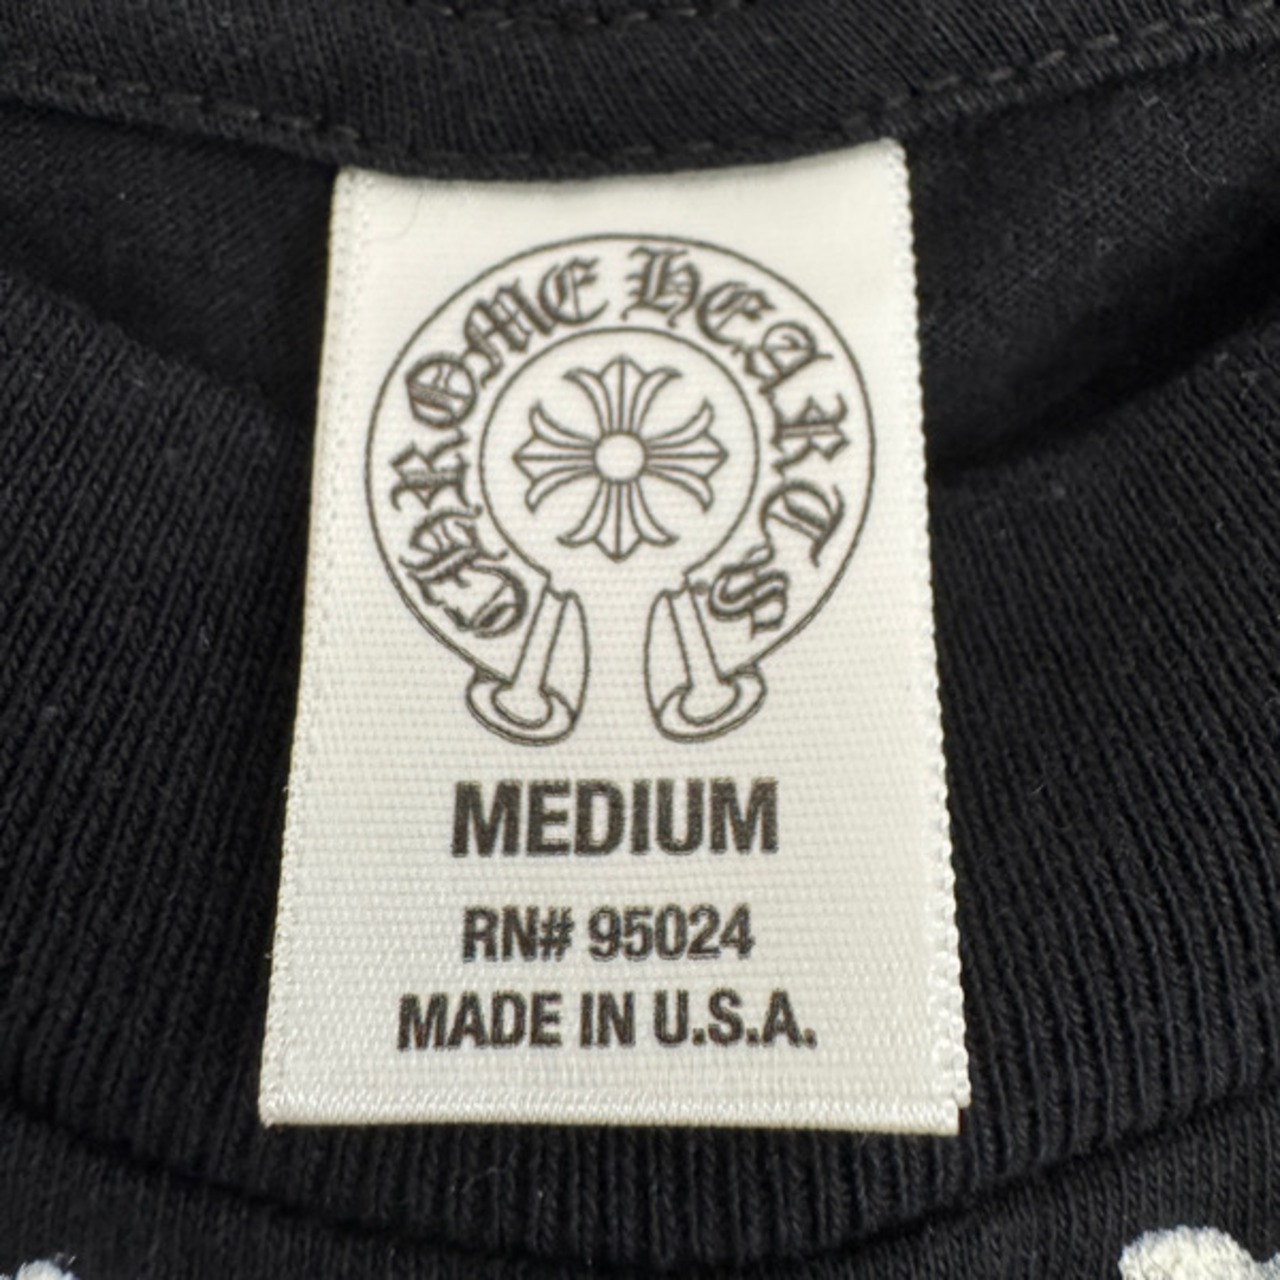 CHROME HEARTS
MEDIUM
RN# 95024
MADE IN U.S.A.